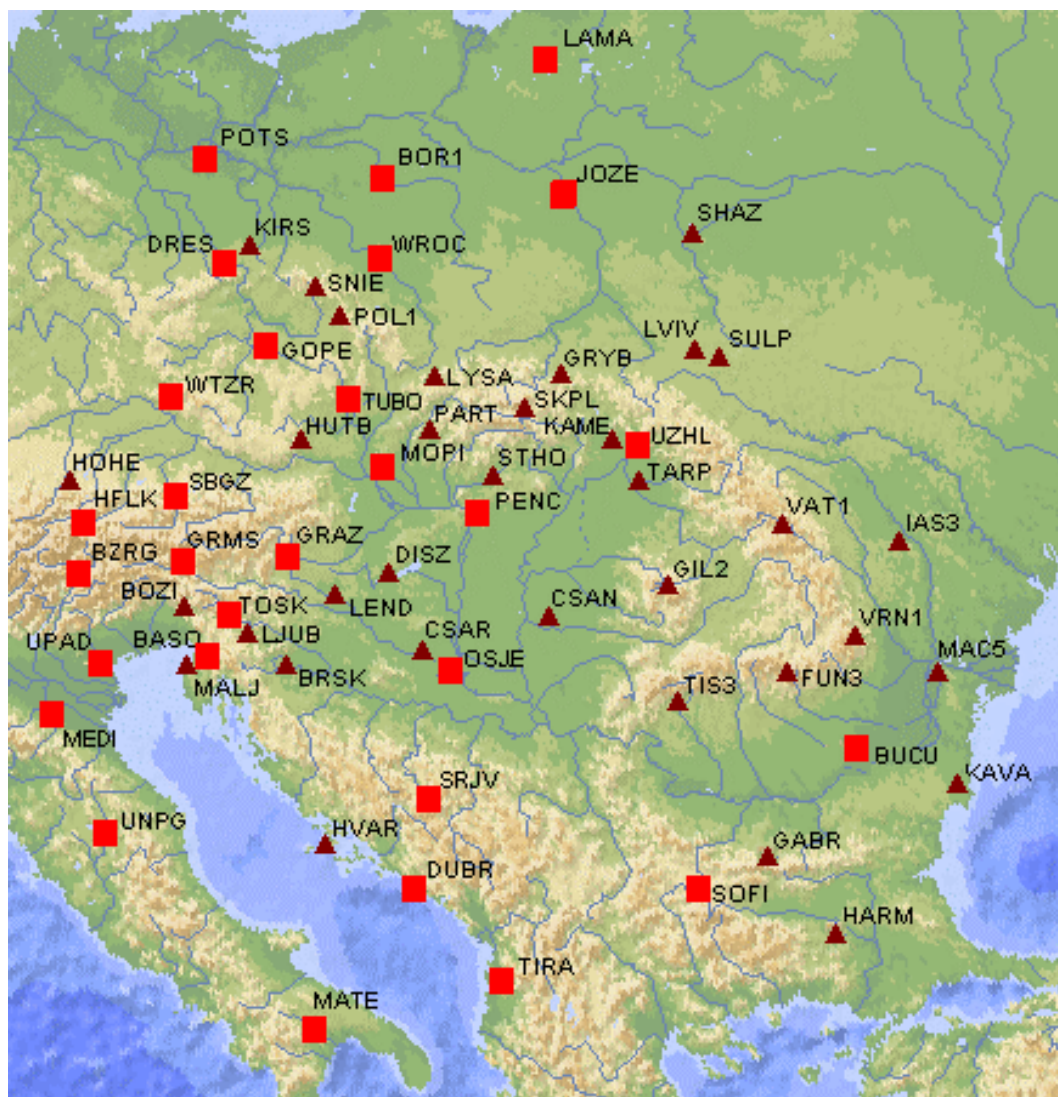 LAMA
POTS
BOR1
JOZE
SHAZ
KIRS
DRES
WROC
SNIE
POL1
LVIV
SULP
GOPE
GRYB
LYSA
WTZR
TUBO
SKPL
PART
HUTB
KAME
UZHL
MOPI
STHO
HOHE
SBGZ
TARP
HFLK
PENC
VAT1
IAS3
BZRG
GRMS
GRAZ
DISZ
GIL2
BOZI
TOSK
LEND
CSAN
UPAD
BASO
LJUB
CSAR
VRN1
OSJE
MAC5
MALJ
BRSK
TIS3
FUN3
MEDI
BUCU
SRJV
KAVA
UNPG
HVAR
GABR
DUBR
SOFI
HARM
TIRA
MATE